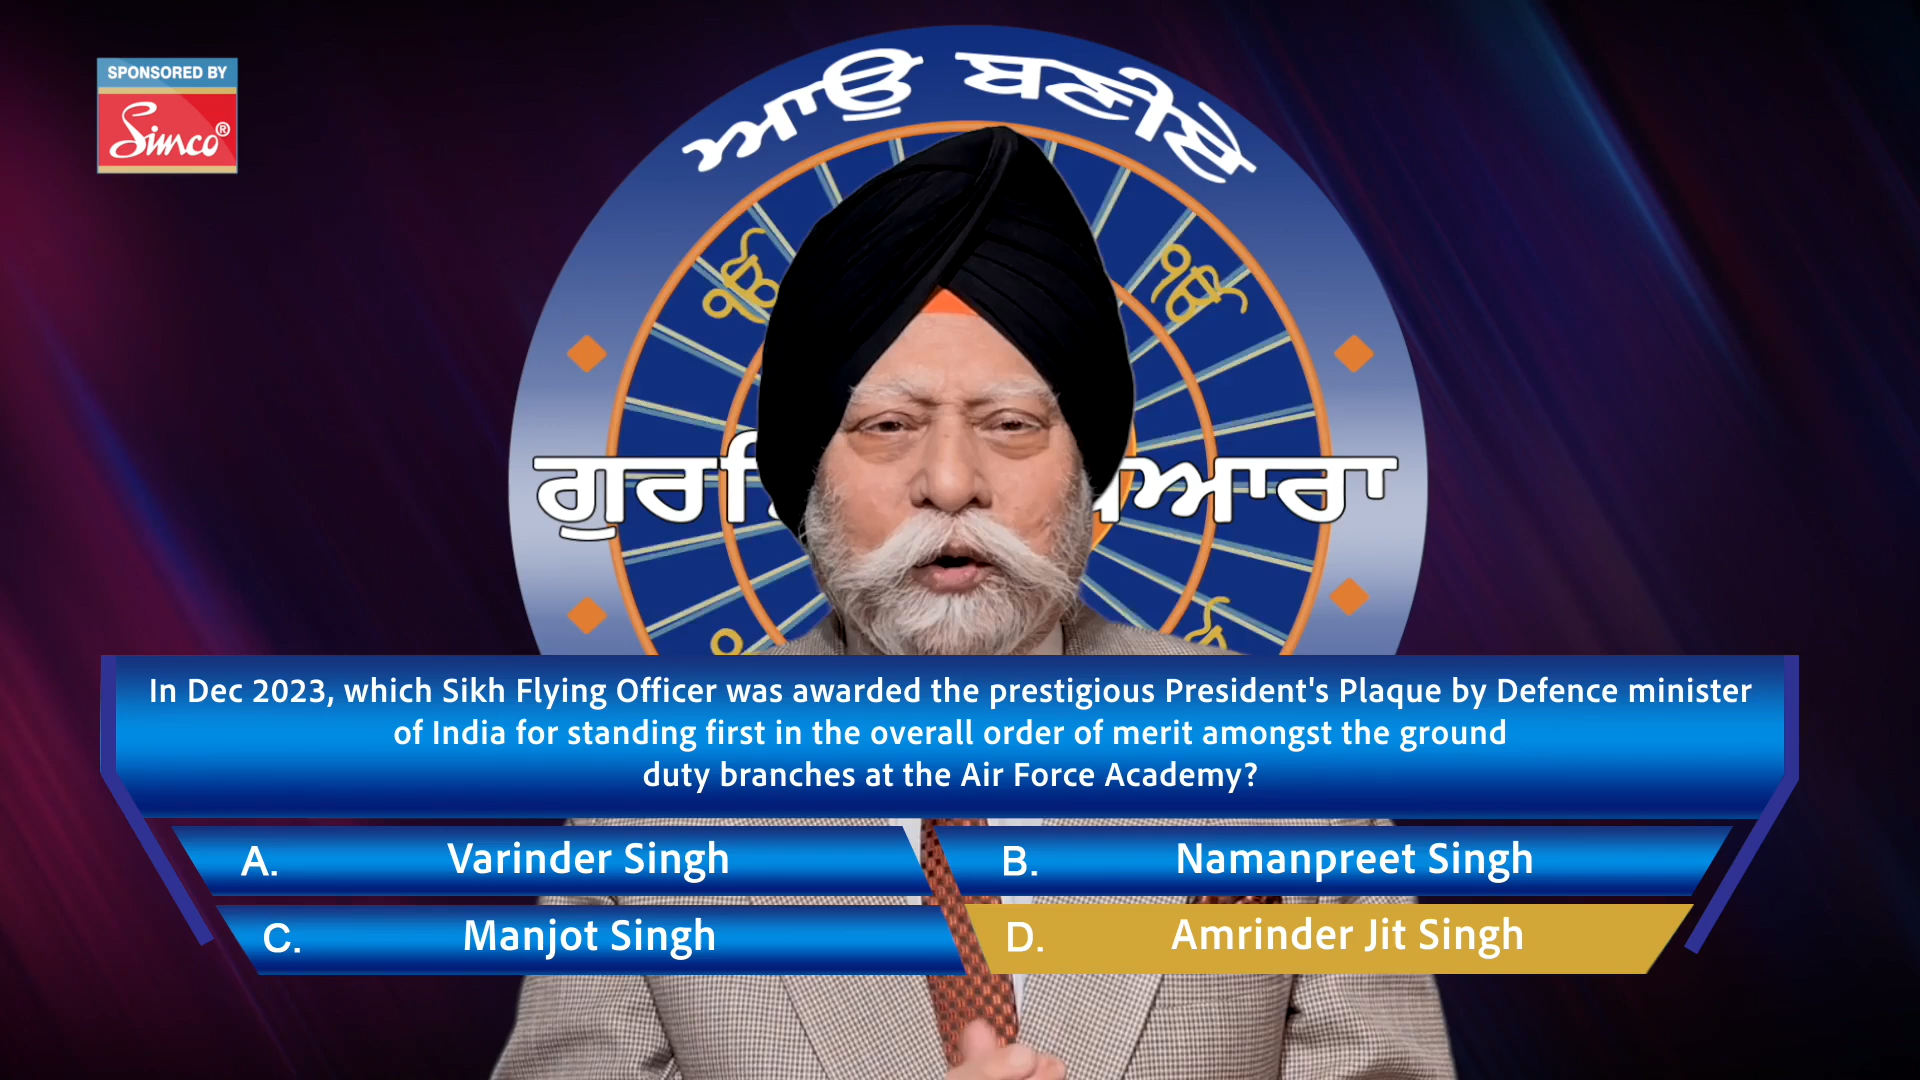 SPONSORED BY
Simco®
ਆਉ ਬਣੀਏ
In Dec 2023, which Sikh Flying Officer was awarded the prestigious President's Plaque by Defence minister
of India for standing first in the overall order of merit amongst the ground
duty branches at the Air Force Academy?
A. Varinder Singh
B. Namanpreet Singh
C. Manjot Singh
D. Amrinder Jit Singh